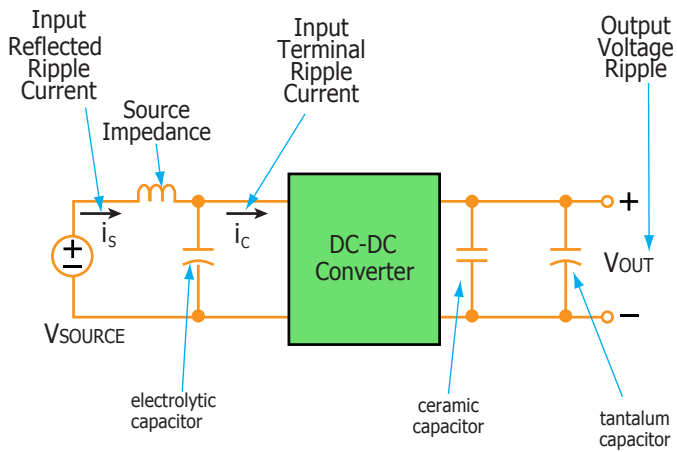 Input
Reflected
Ripple
Current
Source
Impedance
Input
Terminal
Ripple
Current
Output
Voltage
Ripple
iS
iC
+
−
VSOURCE
DC-DC
Converter
+
VOUT
−
electrolytic
capacitor
ceramic
capacitor
tantalum
capacitor